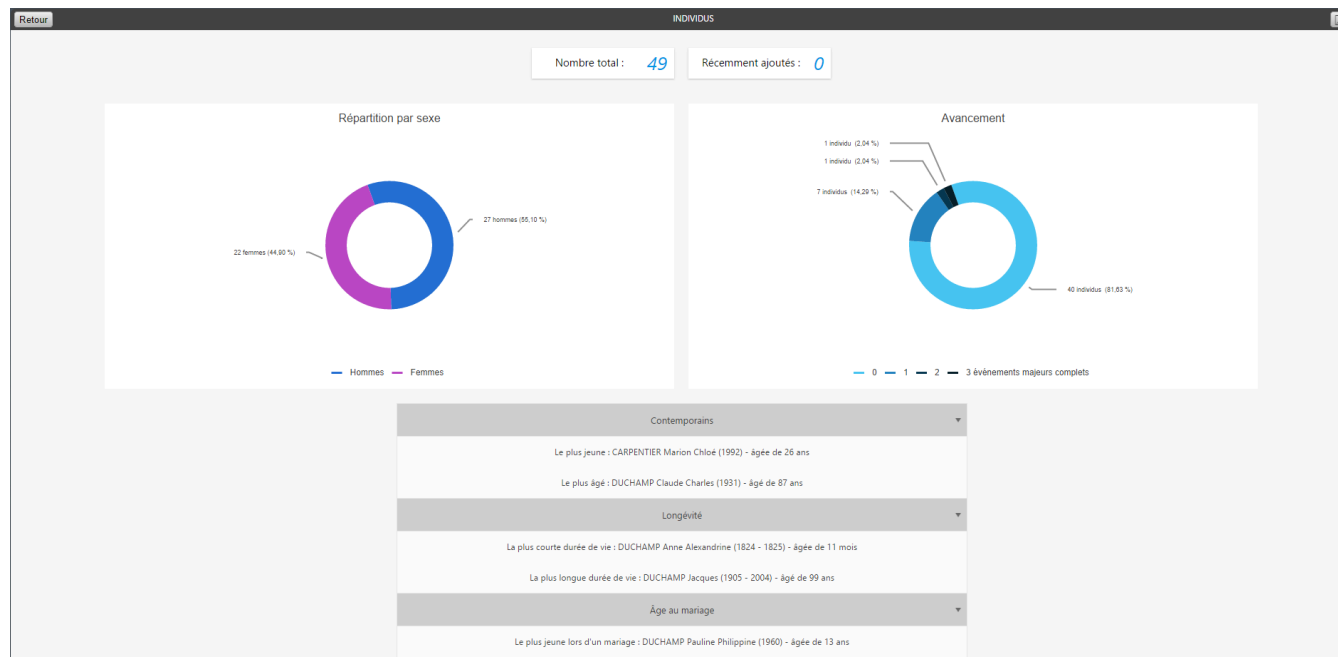 Retour
INDIVIDUS
Nombre total : 49
Récemment ajoutés : 0
Répartition par sexe
27 hommes (55,10 %)
22 femmes (44,90 %)
Hommes Femmes
Avancement
1 individu (2,04 %)
1 individu (2,04 %)
7 individus (14,29 %)
40 individus (81,63 %)
0 1 2 3 évènements majeurs complets
Contemporains
Le plus jeune : CARPENTIER Marion Chloé (1992) - âgée de 26 ans
Le plus âgé : DUCHAMP Claude Charles (1931) - âgé de 87 ans
Longévité
La plus courte durée de vie : DUCHAMP Anne Alexandrine (1824 - 1825) - âgée de 11 mois
La plus longue durée de vie : DUCHAMP Jacques (1905 - 2004) - âgé de 99 ans
Âge au mariage
Le plus jeune lors d'un mariage : DUCHAMP Pauline Philippine (1960) - âgée de 13 ans